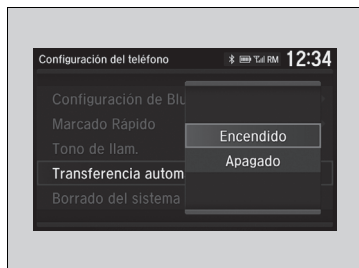 Configuración del teléfono RM 12:34
Configuración de Blu
Marcado Rápido
Encendido
Tono de llam.
Apagado
Transferencia autom
Borrado del sistema